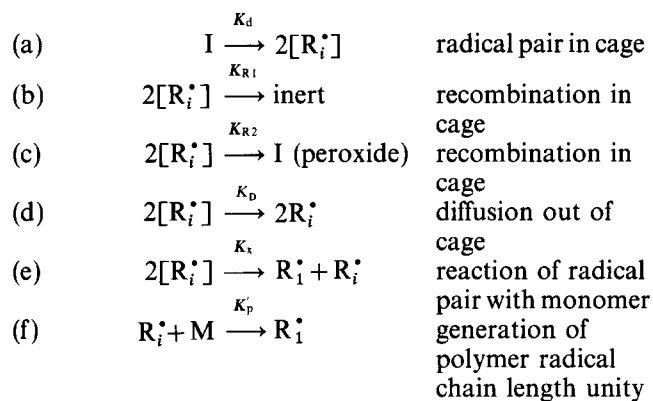 (a) I —K_d→ 2[R_i•] radical pair in cage
(b) 2[R_i•] —K_R1→ inert recombination in
cage
(c) 2[R_i•] —K_R2→ I (peroxide) recombination in
cage
(d) 2[R_i•] —K_D→ 2R_i• diffusion out of
cage
(e) 2[R_i•] —K_x→ R_1• + R_i• reaction of radical
pair with monomer
(f) R_i• + M —K'_p→ R_1• generation of
polymer radical
chain length unity